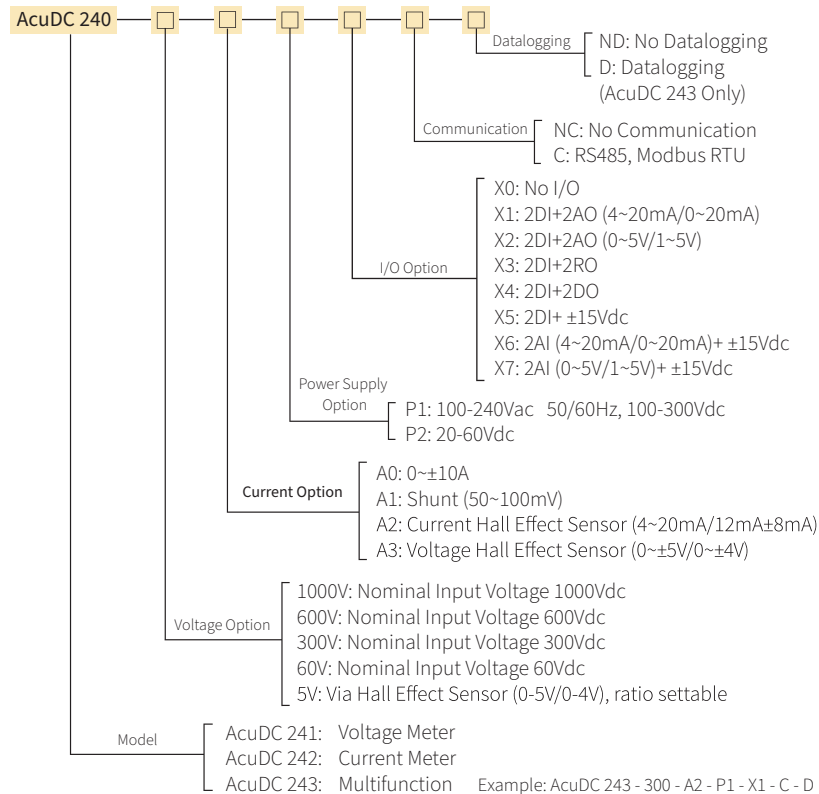 AcuDC 240
Datalogging
ND: No Datalogging
D: Datalogging
(AcuDC 243 Only)
Communication
NC: No Communication
C: RS485, Modbus RTU
I/O Option
X0: No I/O
X1: 2DI+2AO (4~20mA/0~20mA)
X2: 2DI+2AO (0~5V/1~5V)
X3: 2DI+2RO
X4: 2DI+2DO
X5: 2DI+ ±15Vdc
X6: 2AI (4~20mA/0~20mA)+ ±15Vdc
X7: 2AI (0~5V/1~5V)+ ±15Vdc
Power Supply
Option
P1: 100-240Vac 50/60Hz, 100-300Vdc
P2: 20-60Vdc
Current Option
A0: 0~±10A
A1: Shunt (50~100mV)
A2: Current Hall Effect Sensor (4~20mA/12mA±8mA)
A3: Voltage Hall Effect Sensor (0~±5V/0~±4V)
Voltage Option
1000V: Nominal Input Voltage 1000Vdc
600V: Nominal Input Voltage 600Vdc
300V: Nominal Input Voltage 300Vdc
60V: Nominal Input Voltage 60Vdc
5V: Via Hall Effect Sensor (0-5V/0-4V), ratio settable
Model
AcuDC 241: Voltage Meter
AcuDC 242: Current Meter
AcuDC 243: Multifunction
Example: AcuDC 243 - 300 - A2 - P1 - X1 - C - D